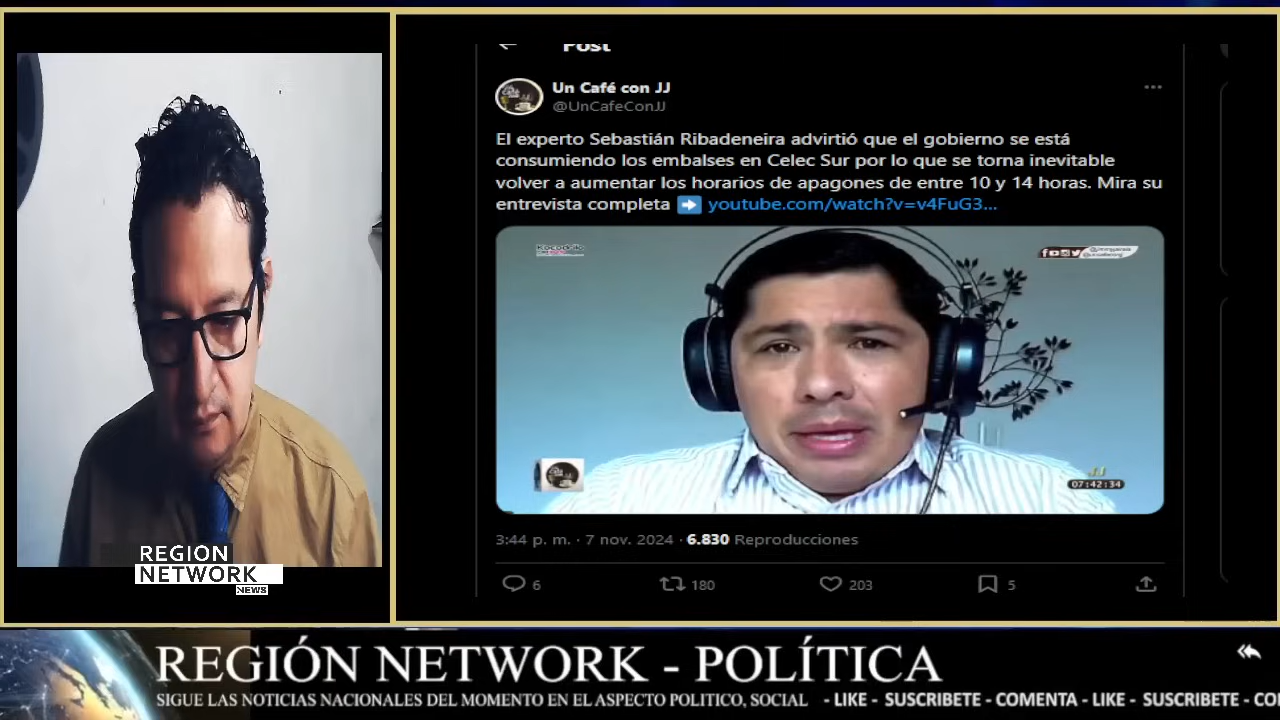 Post
Un Café con JJ
@UnCafeConJJ
El experto Sebastián Ribadeneira advirtió que el gobierno se está
consumiendo los embalses en Celec Sur por lo que se torna inevitable
volver a aumentar los horarios de apagones de entre 10 y 14 horas. Mira su
entrevista completa ➡ youtube.com/watch?v=v4FuG3...
07:42:34
3:44 p. m. · 7 nov. 2024 · 6.830 Reproducciones
6 180 203 5
REGION
NETWORK
NEWS
REGIÓN NETWORK - POLÍTICA
SIGUE LAS NOTICIAS NACIONALES DEL MOMENTO EN EL ASPECTO POLITICO, SOCIAL - LIKE - SUSCRIBETE - COMENTA - LIKE - SUSCRIBETE - CO